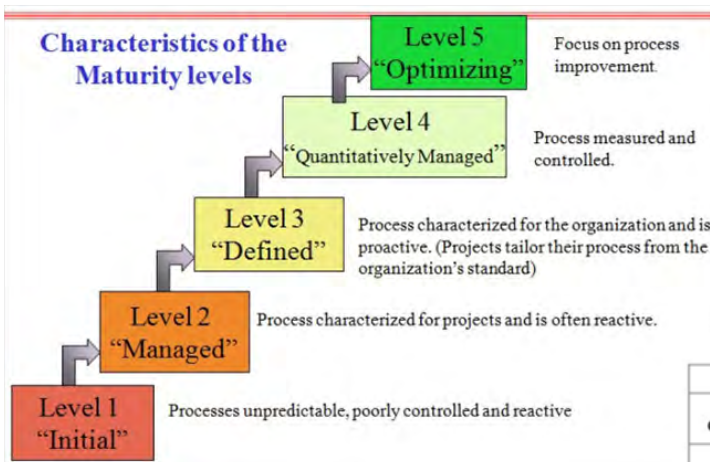 Characteristics of the
Maturity levels
Level 5
“Optimizing”
Focus on process
improvement.
Level 4
“Quantitatively Managed”
Process measured and
controlled.
Level 3
“Defined”
Process characterized for the organization and is
proactive. (Projects tailor their process from the
organization’s standard)
Level 2
“Managed”
Process characterized for projects and is often reactive.
Level 1
“Initial”
Processes unpredictable, poorly controlled and reactive